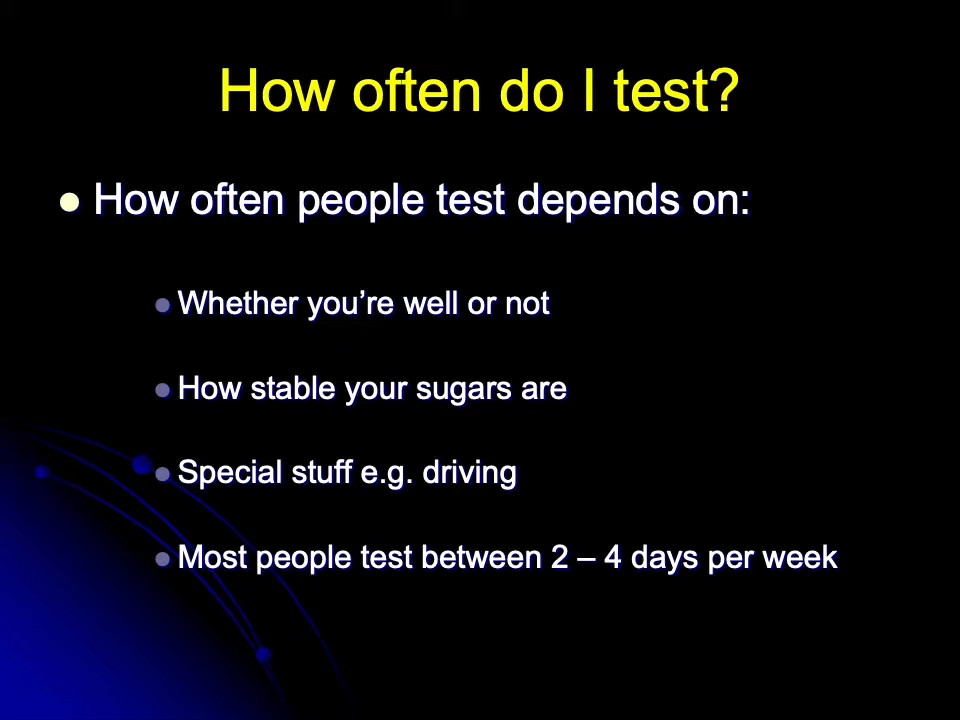 How often do I test?
How often people test depends on:
Whether you’re well or not
How stable your sugars are
Special stuff e.g. driving
Most people test between 2 – 4 days per week